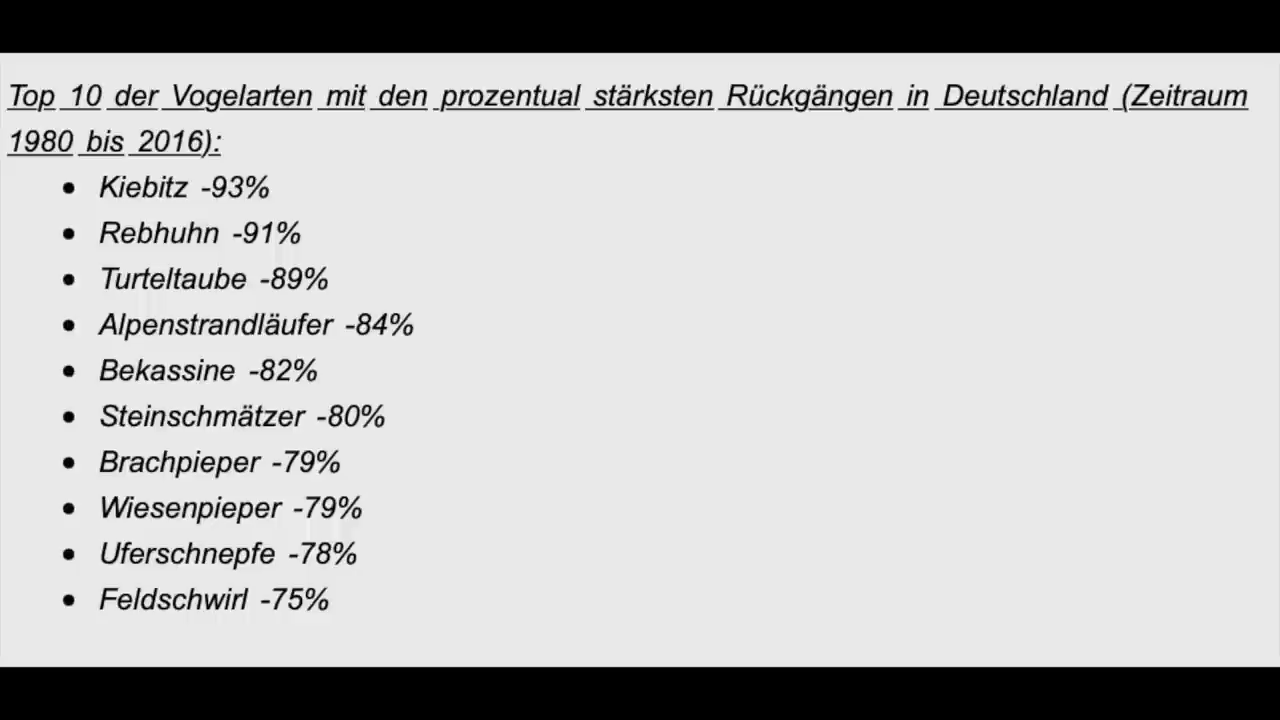 Top 10 der Vogelarten mit den prozentual stärksten Rückgängen in Deutschland (Zeitraum
1980 bis 2016):
• Kiebitz -93%
• Rebhuhn -91%
• Turteltaube -89%
• Alpenstrandläufer -84%
• Bekassine -82%
• Steinschmätzer -80%
• Brachpieper -79%
• Wiesenpieper -79%
• Uferschnepfe -78%
• Feldschwirl -75%